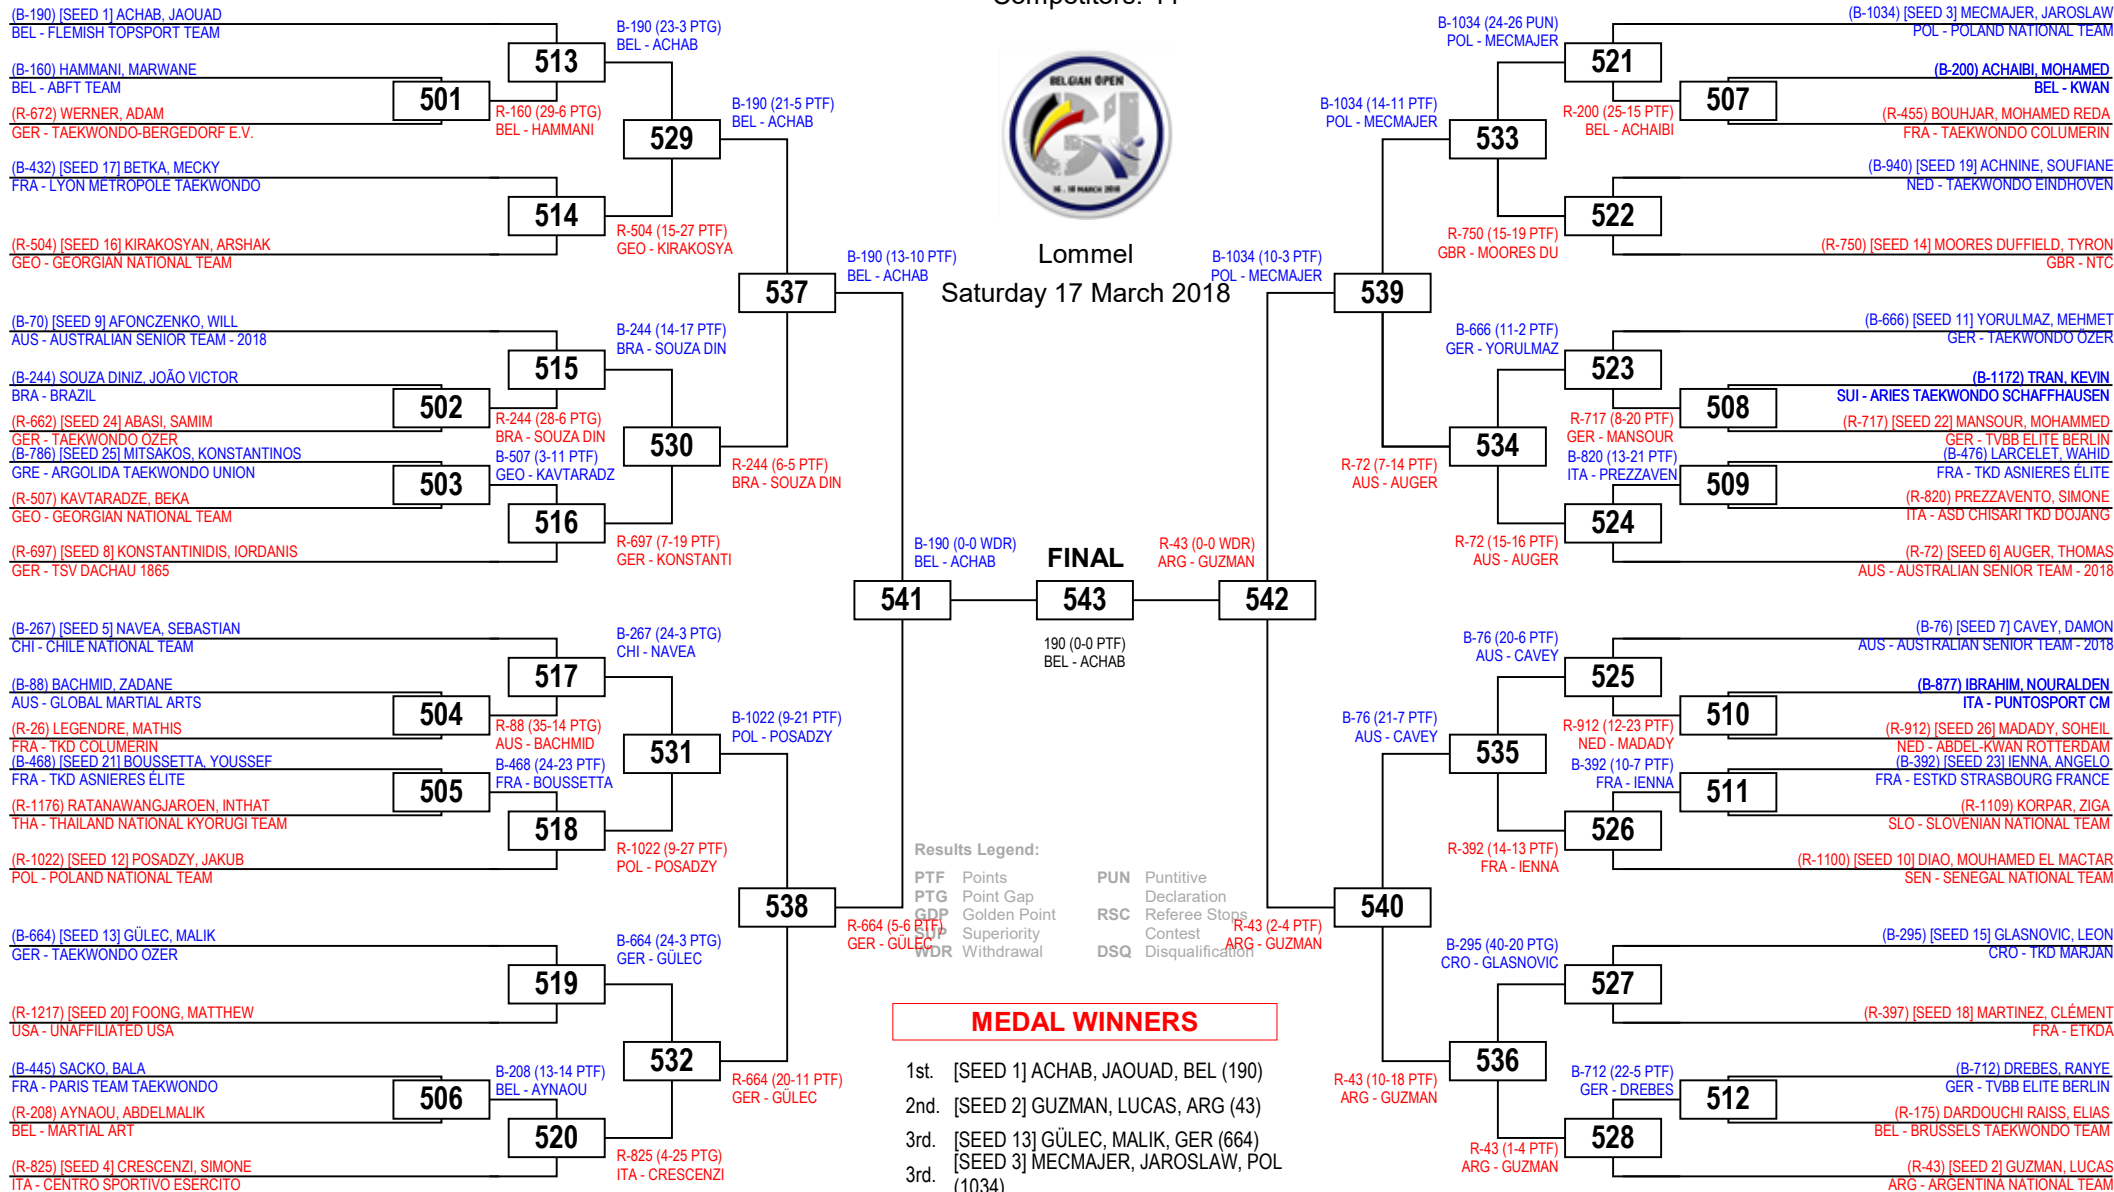 (B-190) [SEED 1] ACHAB, JAOUAD
BEL - FLEMISH TOPSPORT TEAM
(B-160) HAMMANI, MARWANE
BEL - ABFT TEAM
(R-672) WERNER, ADAM
GER - TAEKWONDO-BERGEDORF E.V.
(B-432) [SEED 17] BETKA, MECKY
FRA - LYON MÉTROPOLE TAEKWONDO
(R-504) [SEED 16] KIRAKOSYAN, ARSHAK
GEO - GEORGIAN NATIONAL TEAM
(B-70) [SEED 9] AFONCZENKO, WILL
AUS - AUSTRALIAN SENIOR TEAM - 2018
(B-244) SOUZA DINIZ, JOÃO VICTOR
BRA - BRAZIL
(R-662) [SEED 24] ABASI, SAMIM
GER - TAEKWONDO ÖZER
(B-786) [SEED 25] MITSAKOS, KONSTANTINOS
GRE - ARGOLIDA TAEKWONDO UNION
(R-507) KAVTARADZE, BEKA
GEO - GEORGIAN NATIONAL TEAM
(R-697) [SEED 8] KONSTANTINIDIS, IORDANIS
GER - TSV DACHAU 1865
(B-267) [SEED 5] NAVEA, SEBASTIAN
CHI - CHILE NATIONAL TEAM
(B-88) BACHMID, ZADANE
AUS - GLOBAL MARTIAL ARTS
(R-26) LEGENDRE, MATHIS
FRA - TKD COLUMERIN
(B-468) [SEED 21] BOUSSETTA, YOUSSEF
FRA - TKD ASNIERES ÉLITE
(R-1176) RATANAWANGJAROEN, INTHAT
THA - THAILAND NATIONAL KYORUGI TEAM
(R-1022) [SEED 12] POSADZY, JAKUB
POL - POLAND NATIONAL TEAM
(B-664) [SEED 13] GÜLEC, MALIK
GER - TAEKWONDO ÖZER
(R-1217) [SEED 20] FOONG, MATTHEW
USA - UNAFFILIATED USA
(B-445) SACKO, BALA
FRA - PARIS TEAM TAEKWONDO
(R-208) AYNAOU, ABDELMALIK
BEL - MARTIAL ART
(R-825) [SEED 4] CRESCENZI, SIMONE
ITA - CENTRO SPORTIVO ESERCITO
501
502
503
504
505
506
R-160 (29-6 PTG)
BEL - HAMMANI
R-244 (28-6 PTG)
BRA - SOUZA DIN
B-507 (3-11 PTF)
GEO - KAVTARADZ
R-88 (35-14 PTG)
AUS - BACHMID
B-468 (24-23 PTF)
FRA - BOUSSETTA
B-208 (13-14 PTF)
BEL - AYNAOU
513
514
515
516
517
518
519
520
B-190 (23-3 PTG)
BEL - ACHAB
R-504 (15-27 PTF)
GEO - KIRAKOSYA
B-244 (14-17 PTF)
BRA - SOUZA DIN
R-697 (7-19 PTF)
GER - KONSTANTI
B-267 (24-3 PTG)
CHI - NAVEA
R-1022 (9-27 PTF)
POL - POSADZY
B-664 (24-3 PTG)
GER - GÜLEC
R-825 (4-25 PTG)
ITA - CRESCENZI
529
530
531
532
B-190 (21-5 PTF)
BEL - ACHAB
R-244 (6-5 PTF)
BRA - SOUZA DIN
B-1022 (9-21 PTF)
POL - POSADZY
R-664 (20-11 PTF)
GER - GÜLEC
537
538
B-190 (13-10 PTF)
BEL - ACHAB
R-664 (5-6 PTF)
GER - GÜLEC
541
B-190 (0-0 WDR)
BEL - ACHAB
Lommel
Saturday 17 March 2018
BELGIAN OPEN
G1
16 . 18 MARCH 2018
FINAL
543
190 (0-0 PTF)
BEL - ACHAB
R-43 (0-0 WDR)
ARG - GUZMAN
542
B-1034 (10-3 PTF)
POL - MECMAJER
R-43 (2-4 PTF)
ARG - GUZMAN
539
540
B-1034 (14-11 PTF)
POL - MECMAJER
R-72 (7-14 PTF)
AUS - AUGER
B-76 (21-7 PTF)
AUS - CAVEY
R-43 (10-18 PTF)
ARG - GUZMAN
533
534
535
536
B-1034 (24-26 PUN)
POL - MECMAJER
R-750 (15-19 PTF)
GBR - MOORES DU
B-666 (11-2 PTF)
GER - YORULMAZ
R-72 (15-16 PTF)
AUS - AUGER
B-76 (20-6 PTF)
AUS - CAVEY
R-392 (14-13 PTF)
FRA - IENNA
B-295 (40-20 PTG)
CRO - GLASNOVIC
R-43 (1-4 PTF)
ARG - GUZMAN
521
522
523
524
525
526
527
528
R-200 (25-15 PTF)
BEL - ACHAIBI
R-717 (8-20 PTF)
GER - MANSOUR
B-820 (13-21 PTF)
ITA - PREZZAVEN
R-912 (12-23 PTF)
NED - MADADY
B-392 (10-7 PTF)
FRA - IENNA
B-712 (22-5 PTF)
GER - DREBES
507
508
509
510
511
512
(B-1034) [SEED 3] MECMAJER, JAROSLAW
POL - POLAND NATIONAL TEAM
(B-200) ACHAIBI, MOHAMED
BEL - KWAN
(R-455) BOUHJAR, MOHAMED REDA
FRA - TAEKWONDO COLUMERIN
(B-940) [SEED 19] ACHNINE, SOUFIANE
NED - TAEKWONDO EINDHOVEN
(R-750) [SEED 14] MOORES DUFFIELD, TYRON
GBR - NTC
(B-666) [SEED 11] YORULMAZ, MEHMET
GER - TAEKWONDO ÖZER
(B-1172) TRAN, KEVIN
SUI - ARIES TAEKWONDO SCHAFFHAUSEN
(R-717) [SEED 22] MANSOUR, MOHAMMED
GER - TVBB ELITE BERLIN
(B-476) LARCELET, WAHID
FRA - TKD ASNIERES ÉLITE
(R-820) PREZZAVENTO, SIMONE
ITA - ASD CHISARI TKD DOJANG
(R-72) [SEED 6] AUGER, THOMAS
AUS - AUSTRALIAN SENIOR TEAM - 2018
(B-76) [SEED 7] CAVEY, DAMON
AUS - AUSTRALIAN SENIOR TEAM - 2018
(B-877) IBRAHIM, NOURALDEN
ITA - PUNTOSPORT CM
(R-912) [SEED 26] MADADY, SOHEIL
NED - ABDEL-KWAN ROTTERDAM
(B-392) [SEED 23] IENNA, ANGELO
FRA - ESTKD STRASBOURG FRANCE
(R-1109) KORPAR, ZIGA
SLO - SLOVENIAN NATIONAL TEAM
(R-1100) [SEED 10] DIAO, MOUHAMED EL MACTAR
SEN - SENEGAL NATIONAL TEAM
(B-295) [SEED 15] GLASNOVIC, LEON
CRO - TKD MARJAN
(R-397) [SEED 18] MARTINEZ, CLÉMENT
FRA - ETKDA
(B-712) DREBES, RANYE
GER - TVBB ELITE BERLIN
(R-175) DARDOUCHI RAISS, ELIAS
BEL - BRUSSELS TAEKWONDO TEAM
(R-43) [SEED 2] GUZMAN, LUCAS
ARG - ARGENTINA NATIONAL TEAM
Results Legend:
PTF Points
PTG Point Gap
GDP Golden Point
SUP Superiority
WDR Withdrawal
PUN Puntitive
Declaration
RSC Referee Stops
Contest
DSQ Disqualification
MEDAL WINNERS
1st. [SEED 1] ACHAB, JAOUAD, BEL (190)
2nd. [SEED 2] GUZMAN, LUCAS, ARG (43)
3rd. [SEED 13] GÜLEC, MALIK, GER (664)
3rd. [SEED 3] MECMAJER, JAROSLAW, POL
(1034)